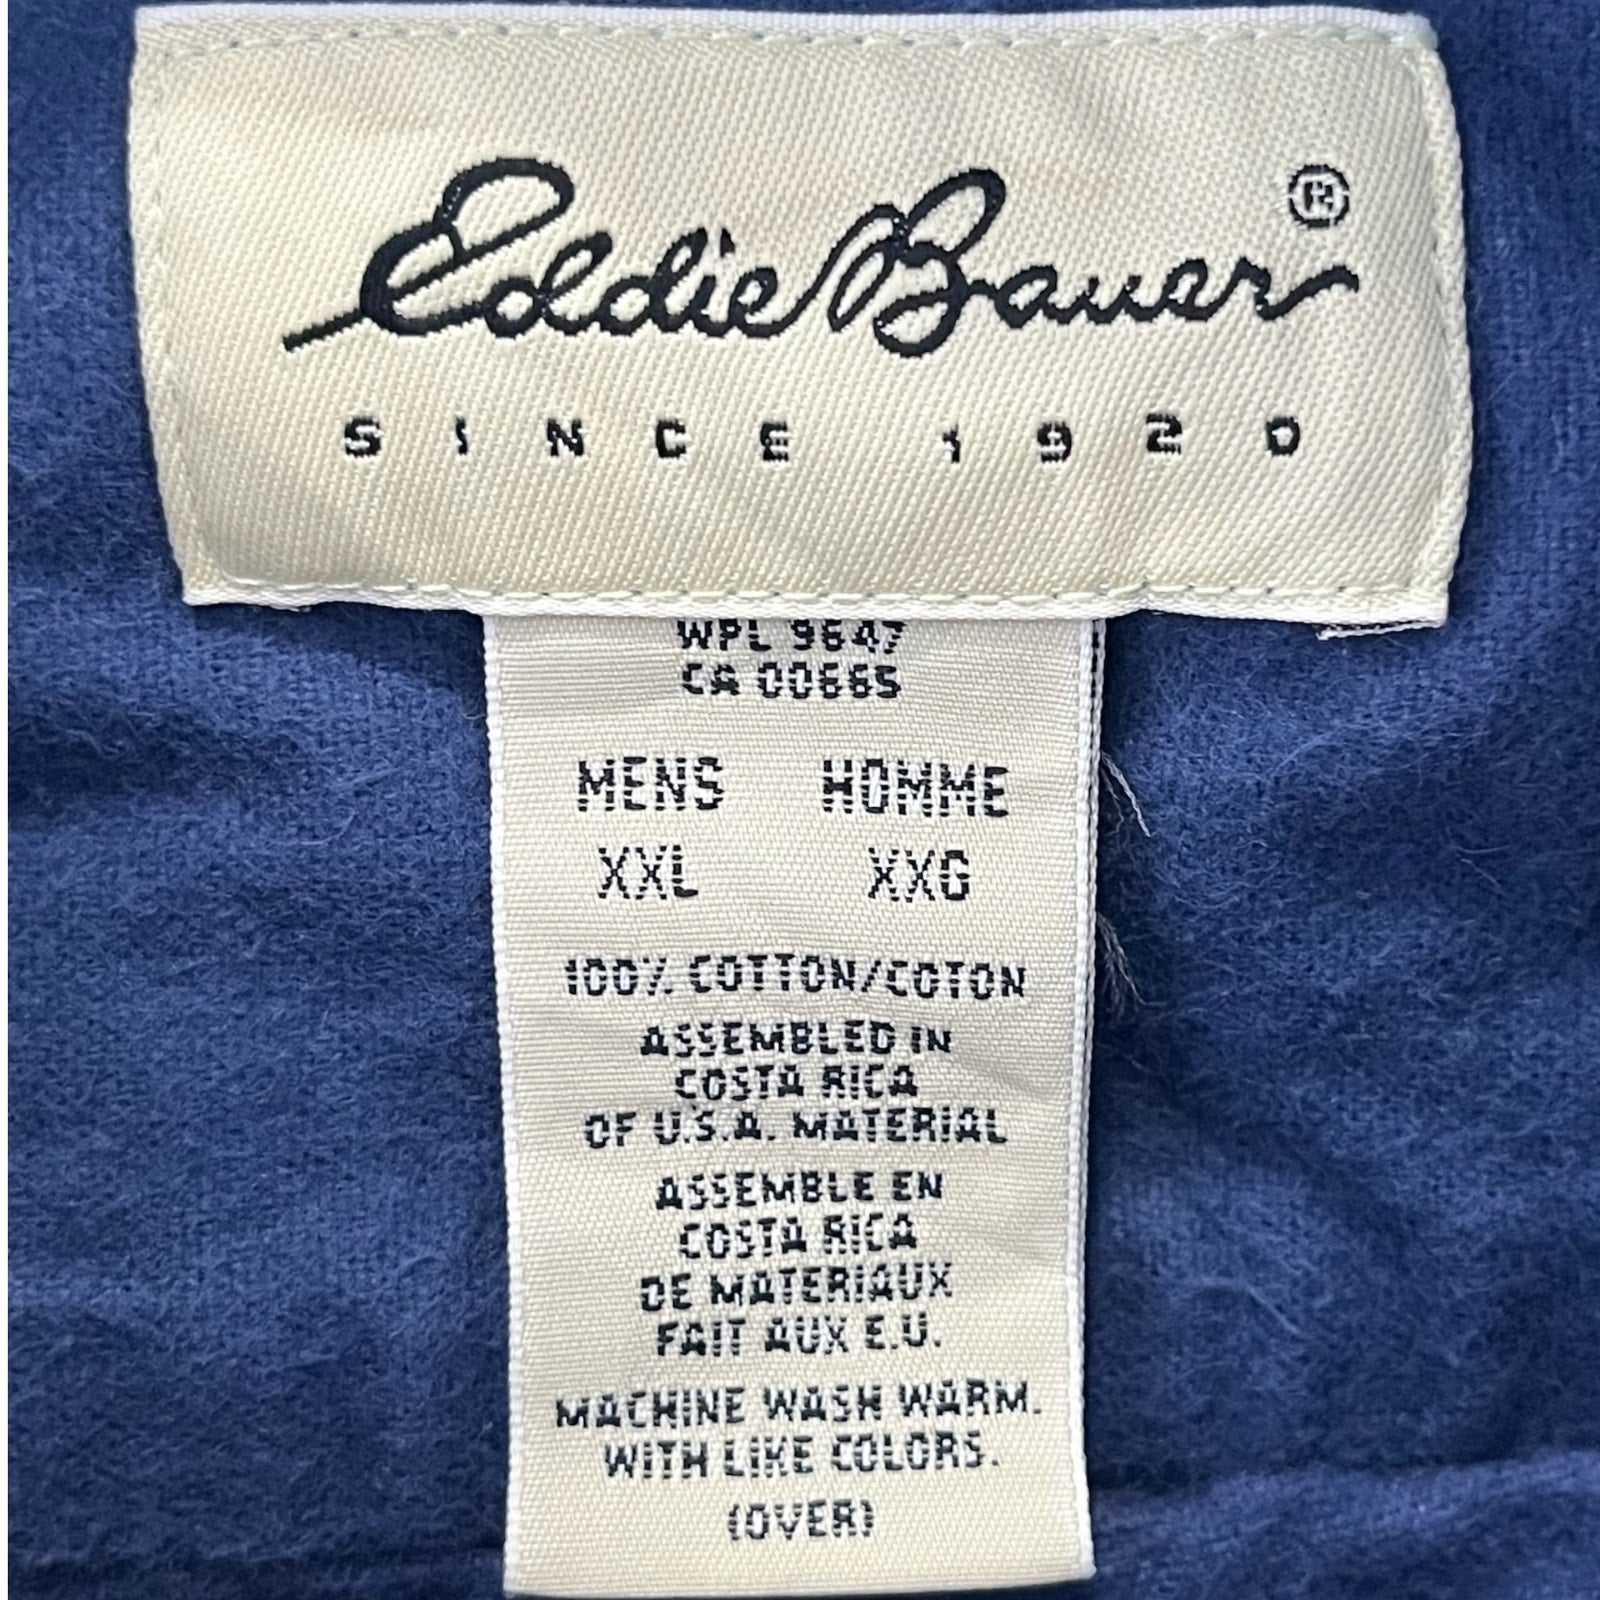 Eddie Bauer ®
SINCE 1920
WPL 9647
CA 00665
MENS HOMME
XXL XXG
100% COTTON/COTON
ASSEMBLED IN
COSTA RICA
OF U.S.A. MATERIAL
ASSEMBLE EN
COSTA RICA
DE MATERIAUX
FAIT AUX E.U.
MACHINE WASH WARM.
WITH LIKE COLORS.
(OVER)